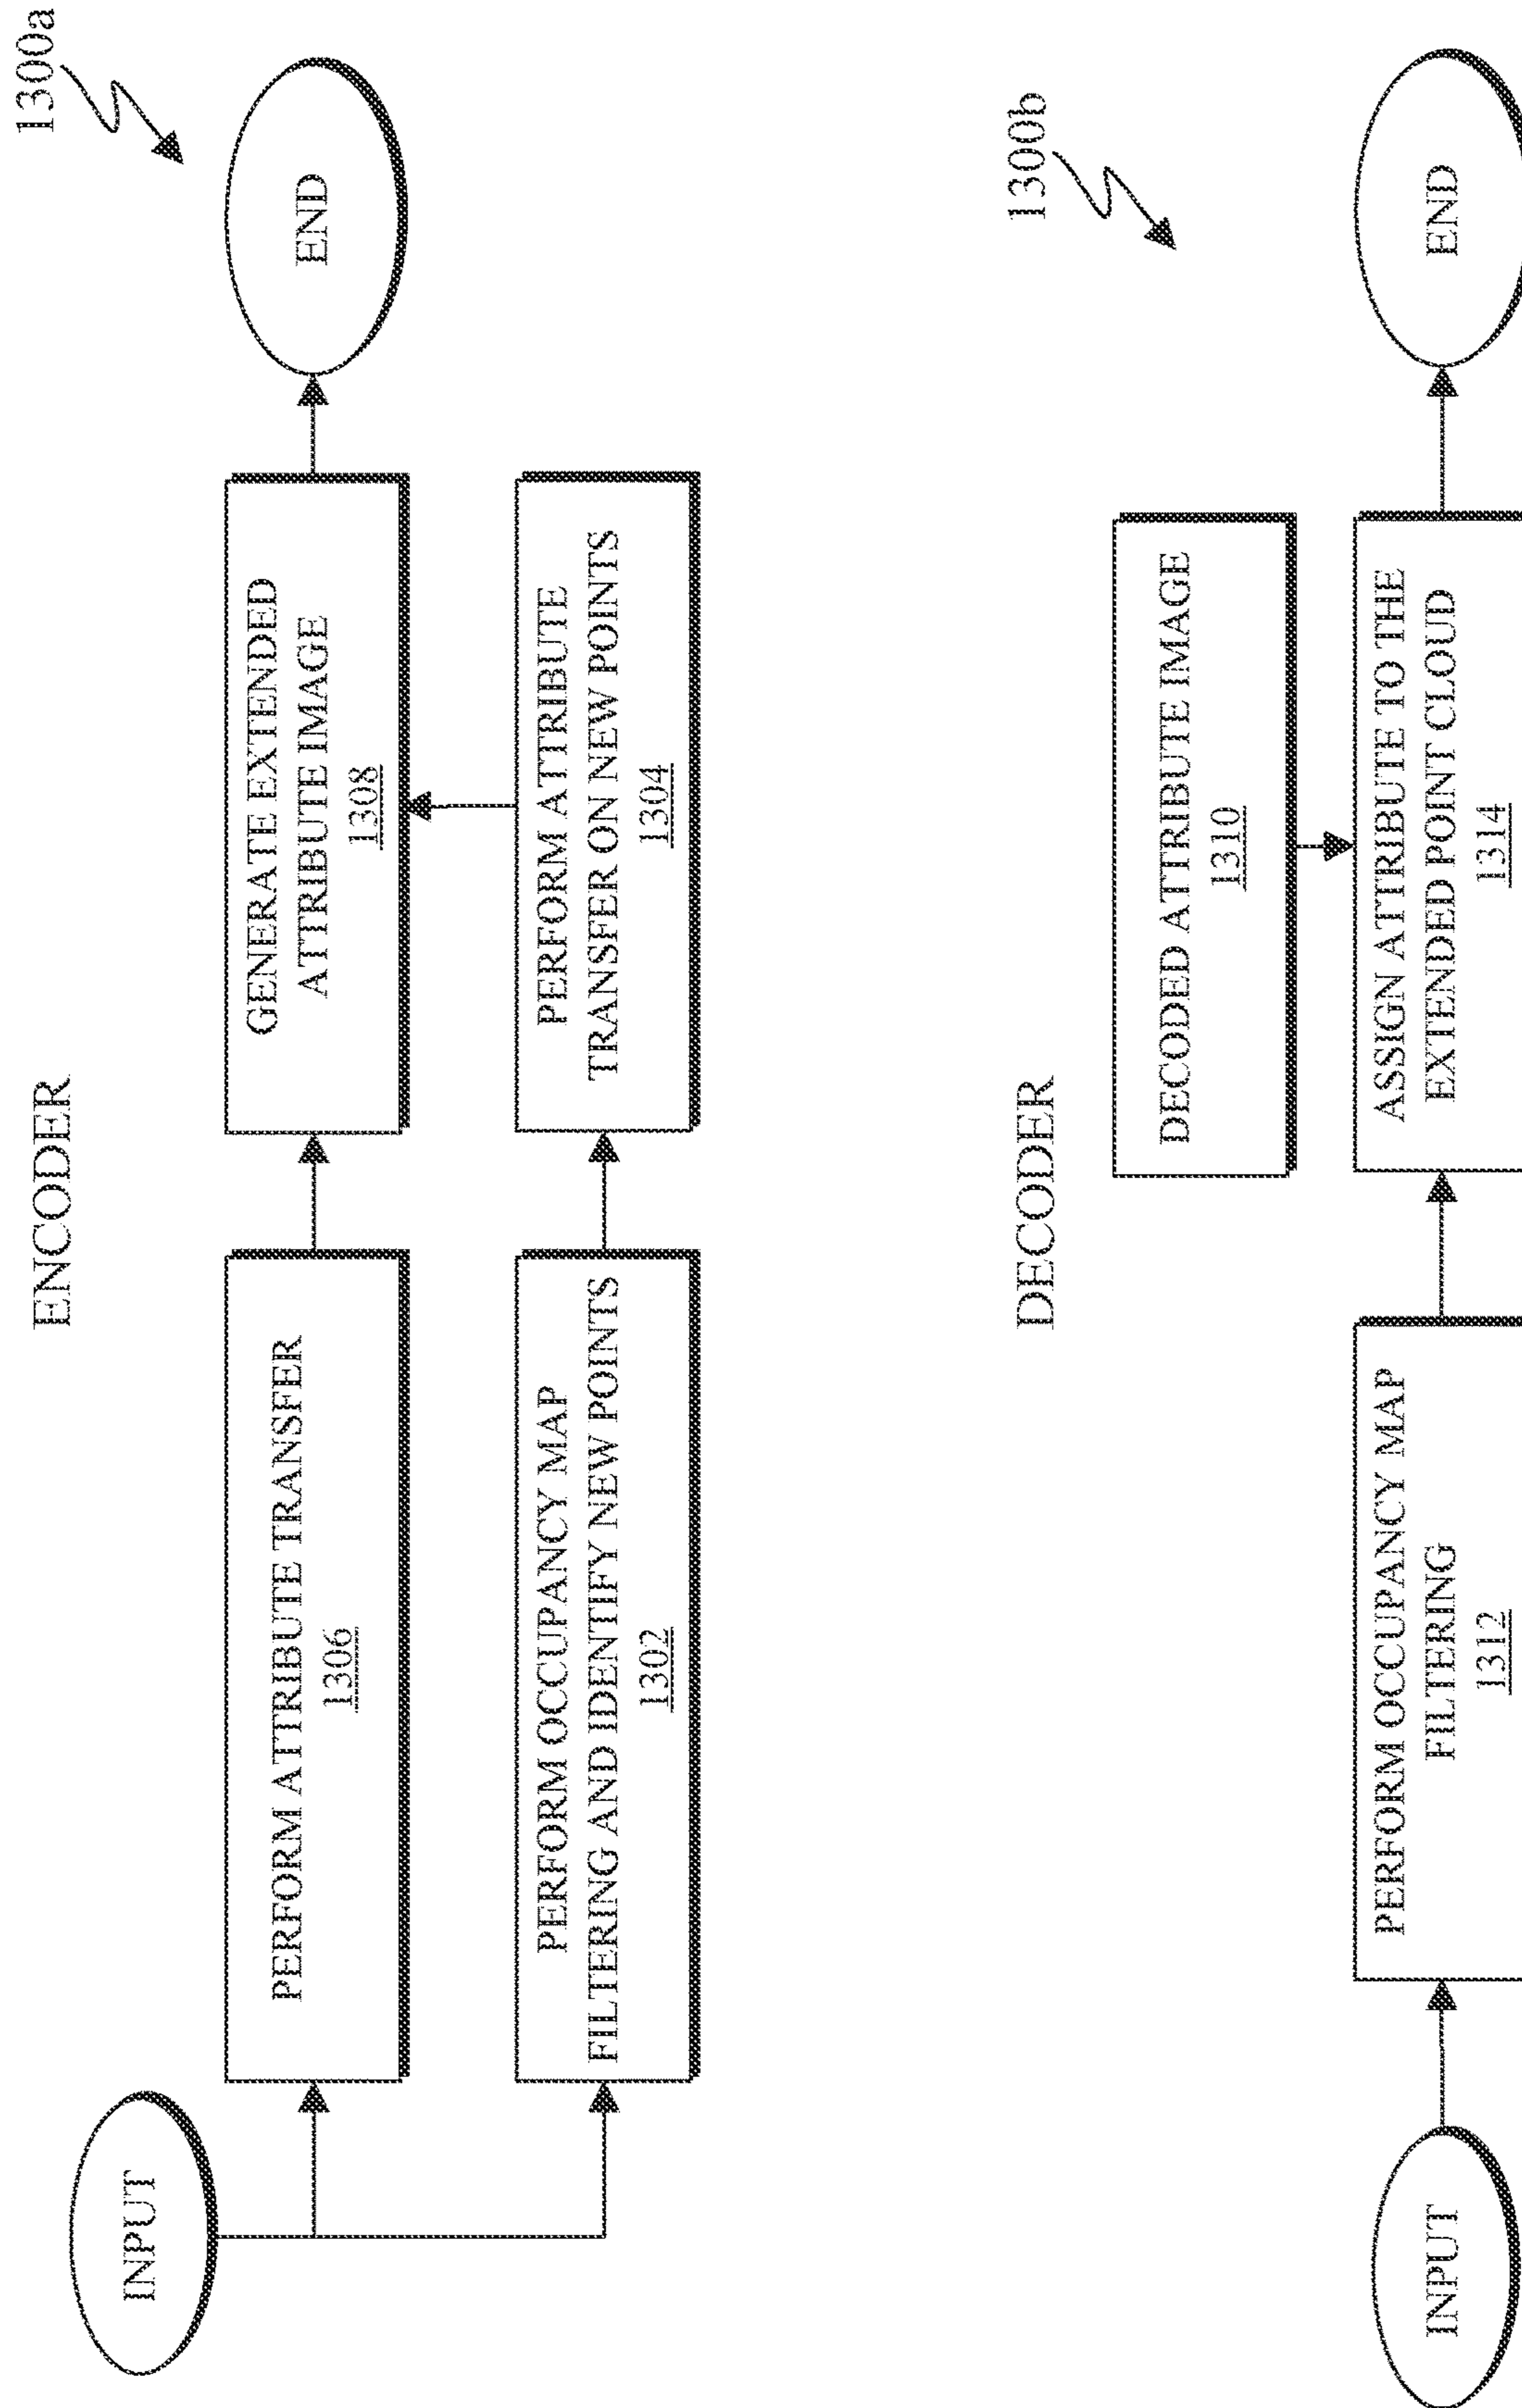 ENCODER
1300a
INPUT
PERFORM ATTRIBUTE TRANSFER
1306
GENERATE EXTENDED
ATTRIBUTE IMAGE
1308
END
PERFORM OCCUPANCY MAP
FILTERING AND IDENTIFY NEW POINTS
1302
PERFORM ATTRIBUTE
TRANSFER ON NEW POINTS
1304
DECODER
1300b
DECODED ATTRIBUTE IMAGE
1310
INPUT
PERFORM OCCUPANCY MAP
FILTERING
1312
ASSIGN ATTRIBUTE TO THE
EXTENDED POINT CLOUD
1314
END